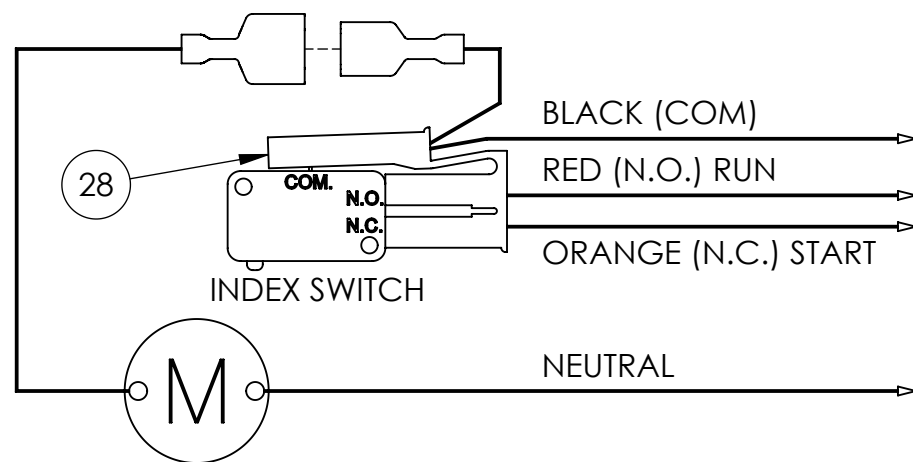 BLACK (COM)
28
COM.
RED (N.O.) RUN
N.O.
N.C.
ORANGE (N.C.) START
INDEX SWITCH
M
NEUTRAL